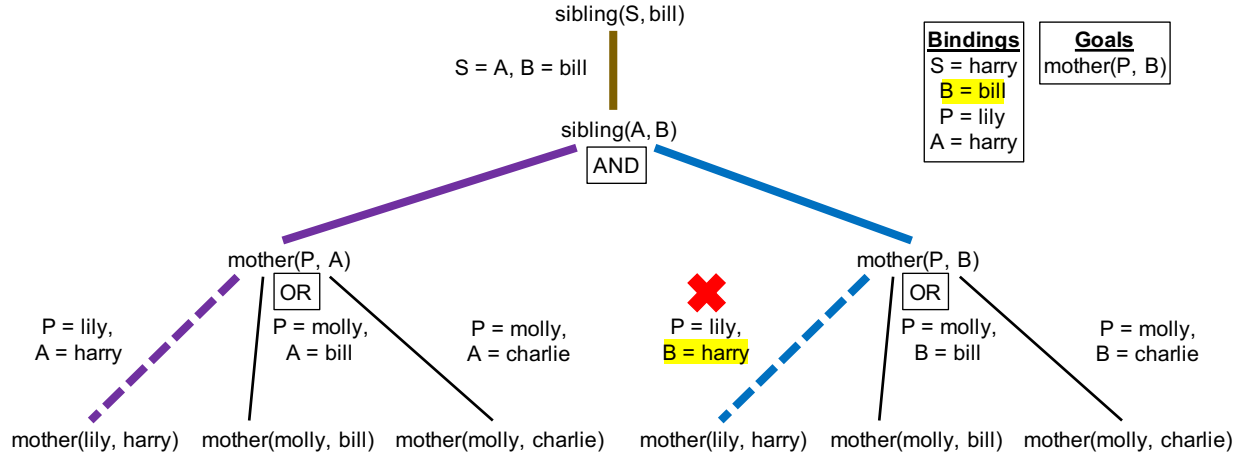 sibling(S, bill)
S = A, B = bill
Bindings
S = harry
B = bill
P = lily
A = harry
Goals
mother(P, B)
sibling(A, B)
AND
mother(P, A)
OR
mother(P, B)
OR
P = lily,
A = harry
P = molly,
A = bill
P = molly,
A = charlie
P = lily,
B = harry
P = molly,
B = bill
P = molly,
B = charlie
mother(lily, harry)
mother(molly, bill)
mother(molly, charlie)
mother(lily, harry)
mother(molly, bill)
mother(molly, charlie)